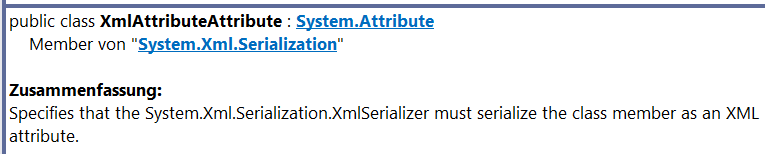 public class XmlAttributeAttribute : System.Attribute
Member von "System.Xml.Serialization"
Zusammenfassung:
Specifies that the System.Xml.Serialization.XmlSerializer must serialize the class member as an XML
attribute.